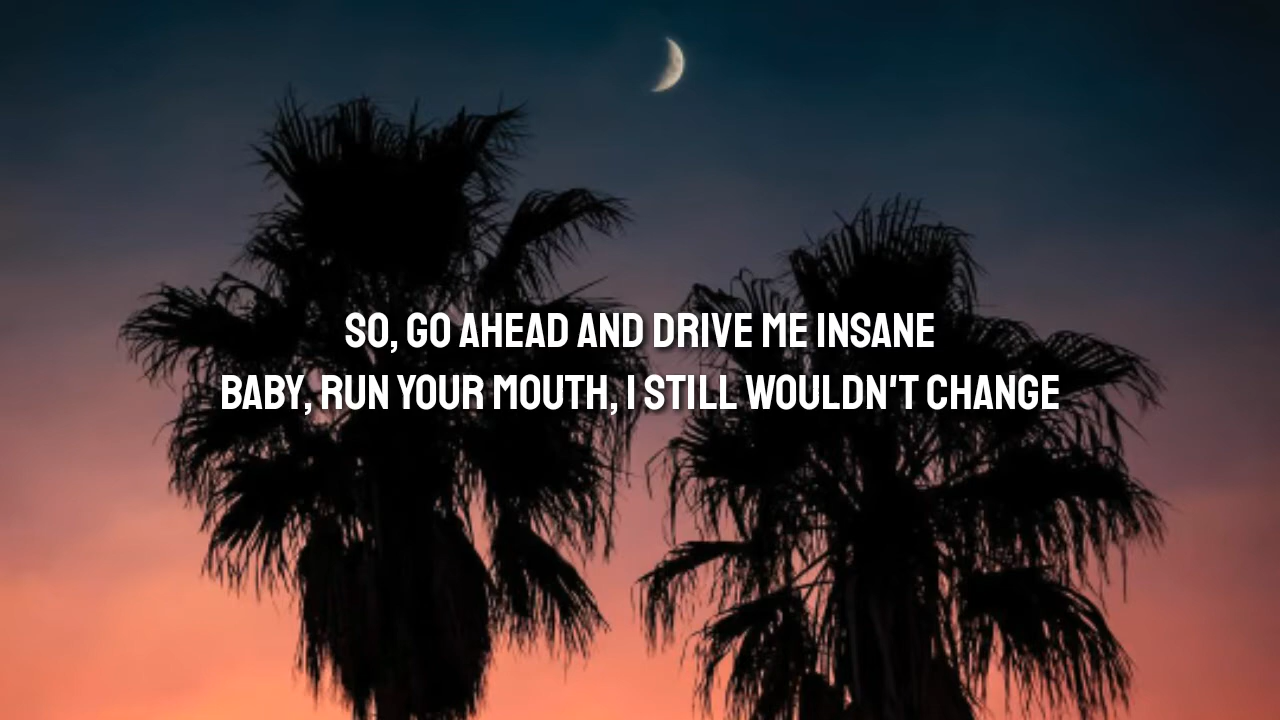 SO, GO AHEAD AND DRIVE ME INSANE
BABY, RUN YOUR MOUTH, I STILL WOULDN'T CHANGE